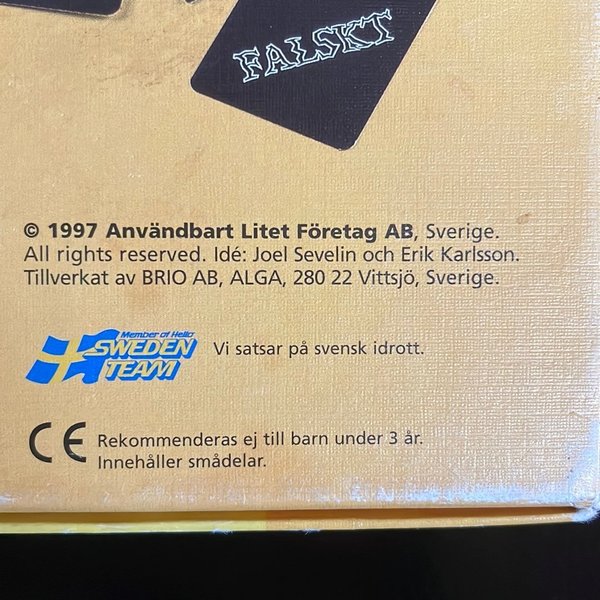 FALSKT
© 1997 Användbart Litet Företag AB, Sverige.
All rights reserved. Idé: Joel Sevelin och Erik Karlsson.
Tillverkat av BRIO AB, ALGA, 280 22 Vittsjö, Sverige.
Member of Hello
SWEDEN
TEAM
Vi satsar på svensk idrott.
CE
Rekommenderas ej till barn under 3 år.
Innehåller smådelar.